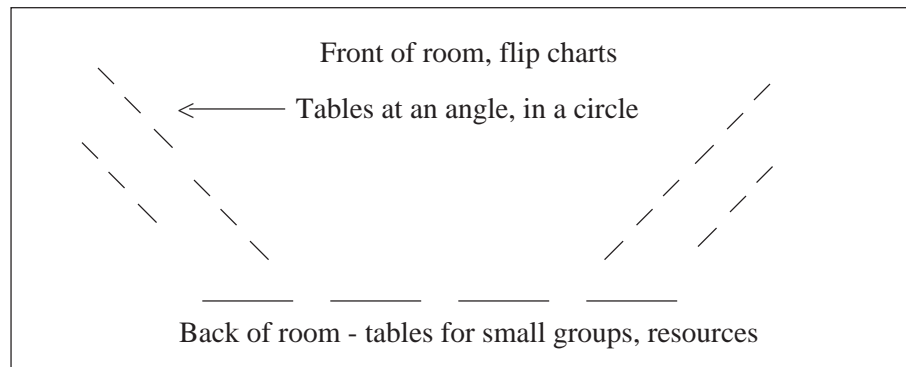 Front of room, flip charts
Tables at an angle, in a circle
Back of room - tables for small groups, resources